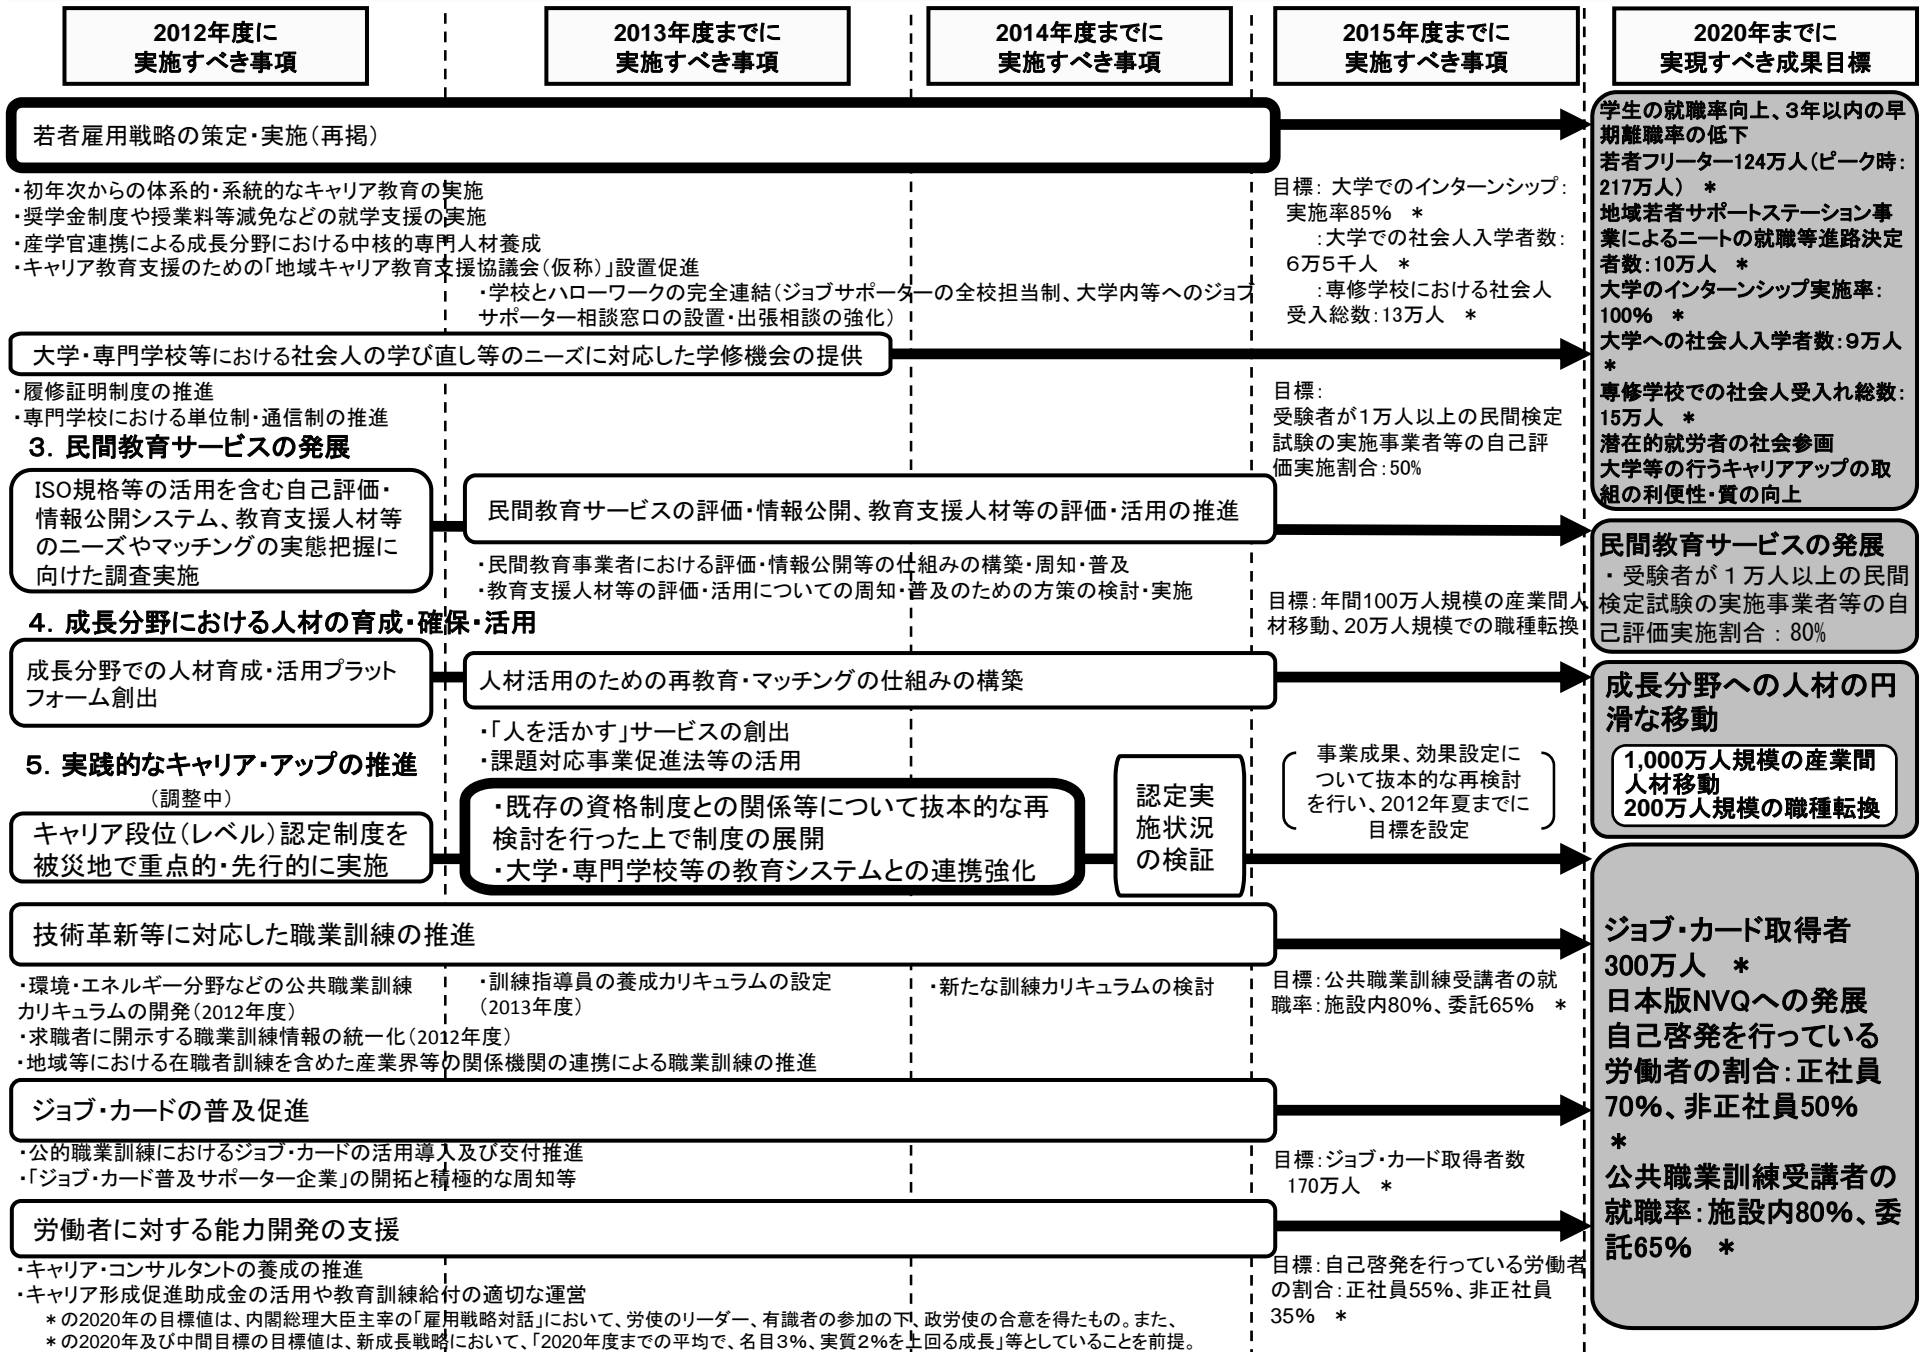 2012年度に
実施すべき事項
2013年度までに
実施すべき事項
2014年度までに
実施すべき事項
2015年度までに
実施すべき事項
2020年までに
実現すべき成果目標
若者雇用戦略の策定・実施(再掲)
・初年次からの体系的・系統的なキャリア教育の実施
・奨学金制度や授業料等減免などの就学支援の実施
・産学官連携による成長分野における中核的専門人材養成
・キャリア教育支援のための「地域キャリア教育支援協議会(仮称)」設置促進
・学校とハローワークの完全連結(ジョブサポーターの全校担当制、大学内等へのジョブ
サポーター相談窓口の設置・出張相談の強化)
目標: 大学でのインターンシップ:
実施率85% *
:大学での社会人入学者数:
6万5千人 *
:専修学校における社会人
受入総数:13万人 *
大学・専門学校等における社会人の学び直し等のニーズに対応した学修機会の提供
・履修証明制度の推進
・専門学校における単位制・通信制の推進
目標:
受験者が1万人以上の民間検定
試験の実施事業者等の自己評
価実施割合:50%
学生の就職率向上、3年以内の早
期離職率の低下
若者フリーター124万人(ピーク時:
217万人) *
地域若者サポートステーション事
業によるニートの就職等進路決定
者数:10万人 *
大学のインターンシップ実施率:
100% *
大学への社会人入学者数:9万人
*
専修学校での社会人受入れ総数:
15万人 *
潜在的就労者の社会参画
大学等の行うキャリアアップの取
組の利便性・質の向上
3. 民間教育サービスの発展
ISO規格等の活用を含む自己評価・
情報公開システム、教育支援人材等
のニーズやマッチングの実態把握に
向けた調査実施
民間教育サービスの評価・情報公開、教育支援人材等の評価・活用の推進
・民間教育事業者における評価・情報公開等の仕組みの構築・周知・普及
・教育支援人材等の評価・活用についての周知・普及のための方策の検討・実施
民間教育サービスの発展
・受験者が1万人以上の民間
検定試験の実施事業者等の自
己評価実施割合:80%
目標:年間100万人規模の産業間人
材移動、20万人規模での職種転換
4. 成長分野における人材の育成・確保・活用
成長分野での人材育成・活用プラット
フォーム創出
人材活用のための再教育・マッチングの仕組みの構築
・「人を活かす」サービスの創出
・課題対応事業促進法等の活用
成長分野への人材の円
滑な移動
1,000万人規模の産業間
人材移動
200万人規模の職種転換
5. 実践的なキャリア・アップの推進
(調整中)
キャリア段位(レベル)認定制度を
被災地で重点的・先行的に実施
・既存の資格制度との関係等について抜本的な再
検討を行った上で制度の展開
・大学・専門学校等の教育システムとの連携強化
認定実
施状況
の検証
事業成果、効果設定に
ついて抜本的な再検討
を行い、2012年夏までに
目標を設定
技術革新等に対応した職業訓練の推進
・環境・エネルギー分野などの公共職業訓練
カリキュラムの開発(2012年度)
・求職者に開示する職業訓練情報の統一化(2012年度)
・地域等における在職者訓練を含めた産業界等の関係機関の連携による職業訓練の推進
・訓練指導員の養成カリキュラムの設定
(2013年度)
・新たな訓練カリキュラムの検討
目標:公共職業訓練受講者の就
職率:施設内80%、委託65% *
ジョブ・カードの普及促進
・公的職業訓練におけるジョブ・カードの活用導入及び交付推進
・「ジョブ・カード普及サポーター企業」の開拓と積極的な周知等
目標:ジョブ・カード取得者数
170万人 *
労働者に対する能力開発の支援
・キャリア・コンサルタントの養成の推進
・キャリア形成促進助成金の活用や教育訓練給付の適切な運営
目標:自己啓発を行っている労働者
の割合:正社員55%、非正社員
35% *
ジョブ・カード取得者
300万人 *
日本版NVQへの発展
自己啓発を行っている
労働者の割合:正社員
70%、非正社員50%
*
公共職業訓練受講者の
就職率:施設内80%、委
託65% *
*の2020年の目標値は、内閣総理大臣主宰の「雇用戦略対話」において、労使のリーダー、有識者の参加の下、政労使の合意を得たもの。また、
*の2020年及び中間目標の目標値は、新成長戦略において、「2020年度までの平均で、名目3%、実質2%を上回る成長」等としていることを前提。